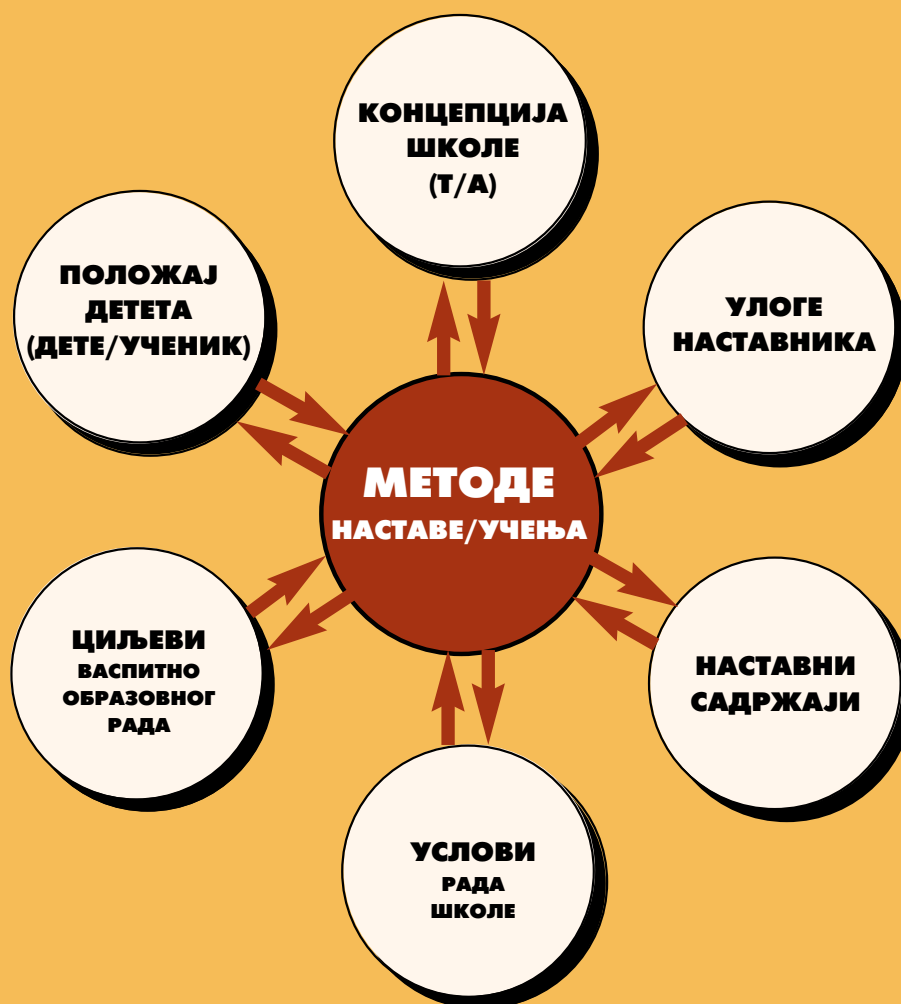 КОНЦЕПЦИЈА
ШКОЛЕ
(Т/А)
ПОЛОЖАЈ
ДЕТЕТА
(ДЕТЕ/УЧЕНИК)
УЛОГЕ
НАСТАВНИКА
МЕТОДЕ
НАСТАВЕ/УЧЕЊА
ЦИЉЕВИ
ВАСПИТНО
ОБРАЗОВНОГ
РАДА
НАСТАВНИ
САДРЖАЈИ
УСЛОВИ
РАДА
ШКОЛЕ